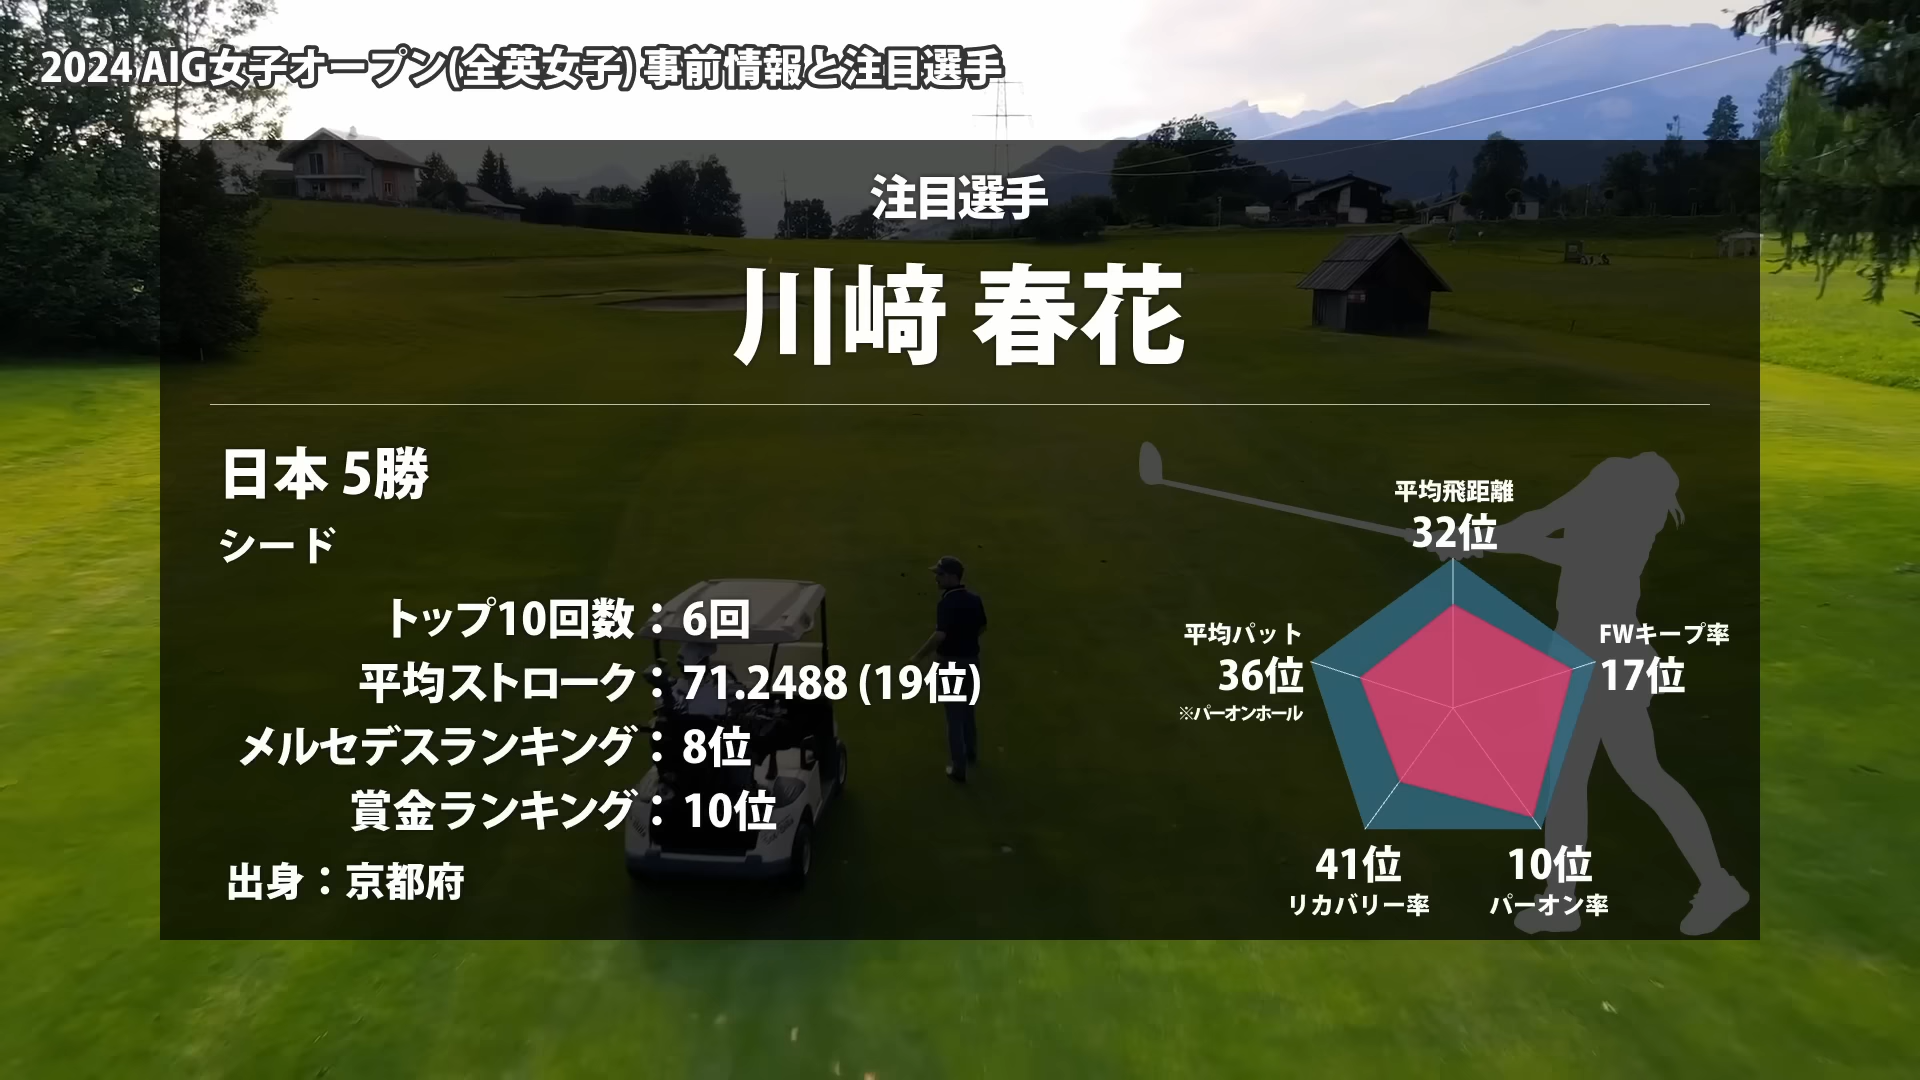 2024 AIG女子オープン(全英女子) 事前情報と注目選手
注目選手
川﨑 春花
日本 5勝
シード
トップ10回数：6回
平均ストローク：71.2488 (19位)
メルセデスランキング：8位
賞金ランキング：10位
出身：京都府
平均飛距離
32位
平均パット
36位
※パーオンホール
FWキープ率
17位
41位
リカバリー率
10位
パーオン率